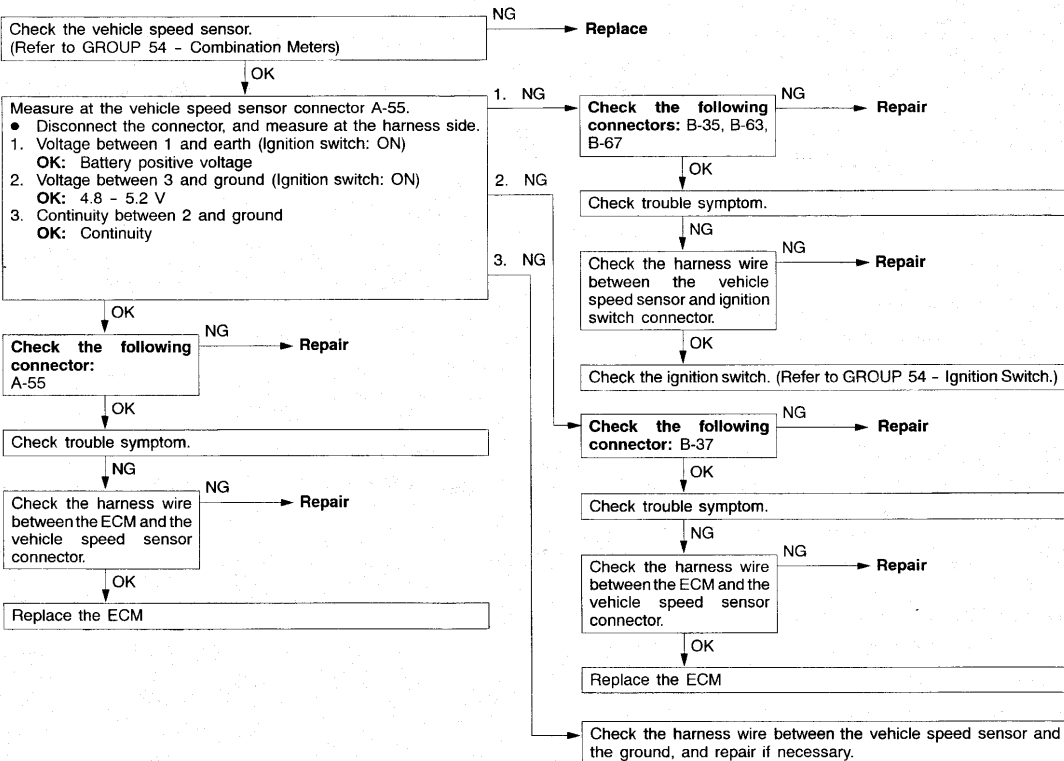 Check the vehicle speed sensor.
(Refer to GROUP 54 – Combination Meters)
NG
Replace
OK
Measure at the vehicle speed sensor connector A-55.
● Disconnect the connector, and measure at the harness side.
1. Voltage between 1 and earth (Ignition switch: ON)
OK: Battery positive voltage
2. Voltage between 3 and ground (Ignition switch: ON)
OK: 4.8 – 5.2 V
3. Continuity between 2 and ground
OK: Continuity
OK
Check the following
connector:
A-55
NG
Repair
OK
Check trouble symptom.
NG
Check the harness wire
between the ECM and the
vehicle speed sensor
connector.
NG
Repair
OK
Replace the ECM
1. NG
Check the following
connectors: B-35, B-63,
B-67
NG
Repair
OK
Check trouble symptom.
NG
Check the harness wire
between the vehicle
speed sensor and ignition
switch connector.
NG
Repair
OK
Check the ignition switch. (Refer to GROUP 54 – Ignition Switch.)
2. NG
Check the following
connector: B-37
NG
Repair
OK
Check trouble symptom.
NG
Check the harness wire
between the ECM and the
vehicle speed sensor
connector.
NG
Repair
OK
Replace the ECM
3. NG
Check the harness wire between the vehicle speed sensor and
the ground, and repair if necessary.